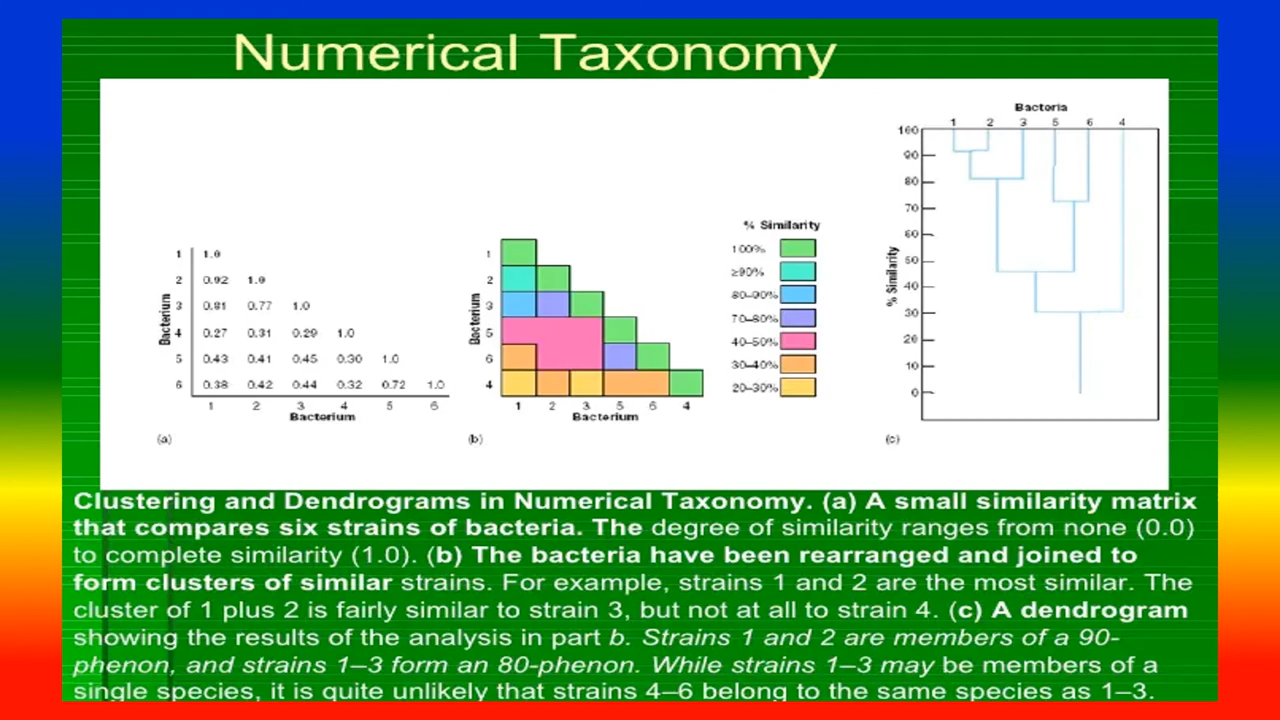 Numerical Taxonomy
1 1.0
2 0.92 1.0
3 0.81 0.77 1.0
4 0.27 0.31 0.29 1.0
5 0.43 0.41 0.45 0.30 1.0
6 0.38 0.42 0.44 0.32 0.72 1.0
1 2 3 4 5 6
Bacterium
Bacterium
(a)
1
2
3
5
6
4
1 2 3 5 6 4
Bacterium
Bacterium
(b)
% Similarity
100%
≥90%
80–90%
70–80%
40–50%
30–40%
20–30%
Bacteria
1 2 3 5 6 4
100
90
80
70
60
50
40
30
20
10
0
% Similarity
(c)
Clustering and Dendrograms in Numerical Taxonomy. (a) A small similarity matrix
that compares six strains of bacteria. The degree of similarity ranges from none (0.0)
to complete similarity (1.0). (b) The bacteria have been rearranged and joined to
form clusters of similar strains. For example, strains 1 and 2 are the most similar. The
cluster of 1 plus 2 is fairly similar to strain 3, but not at all to strain 4. (c) A dendrogram
showing the results of the analysis in part b. Strains 1 and 2 are members of a 90-
phenon, and strains 1–3 form an 80-phenon. While strains 1–3 may be members of a
single species, it is quite unlikely that strains 4–6 belong to the same species as 1–3.